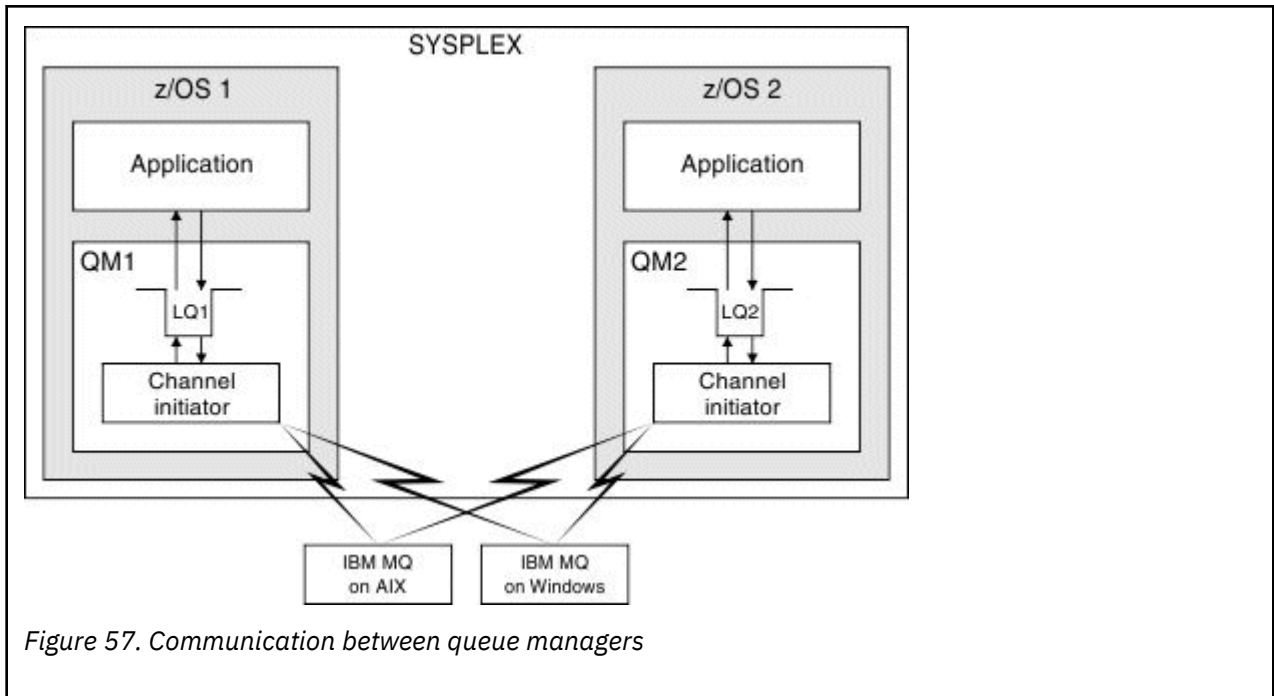 SYSPLEX
z/OS 1
Application
QM1
LQ1
Channel
initiator
z/OS 2
Application
QM2
LQ2
Channel
initiator
IBM MQ
on AIX
IBM MQ
on Windows
Figure 57. Communication between queue managers